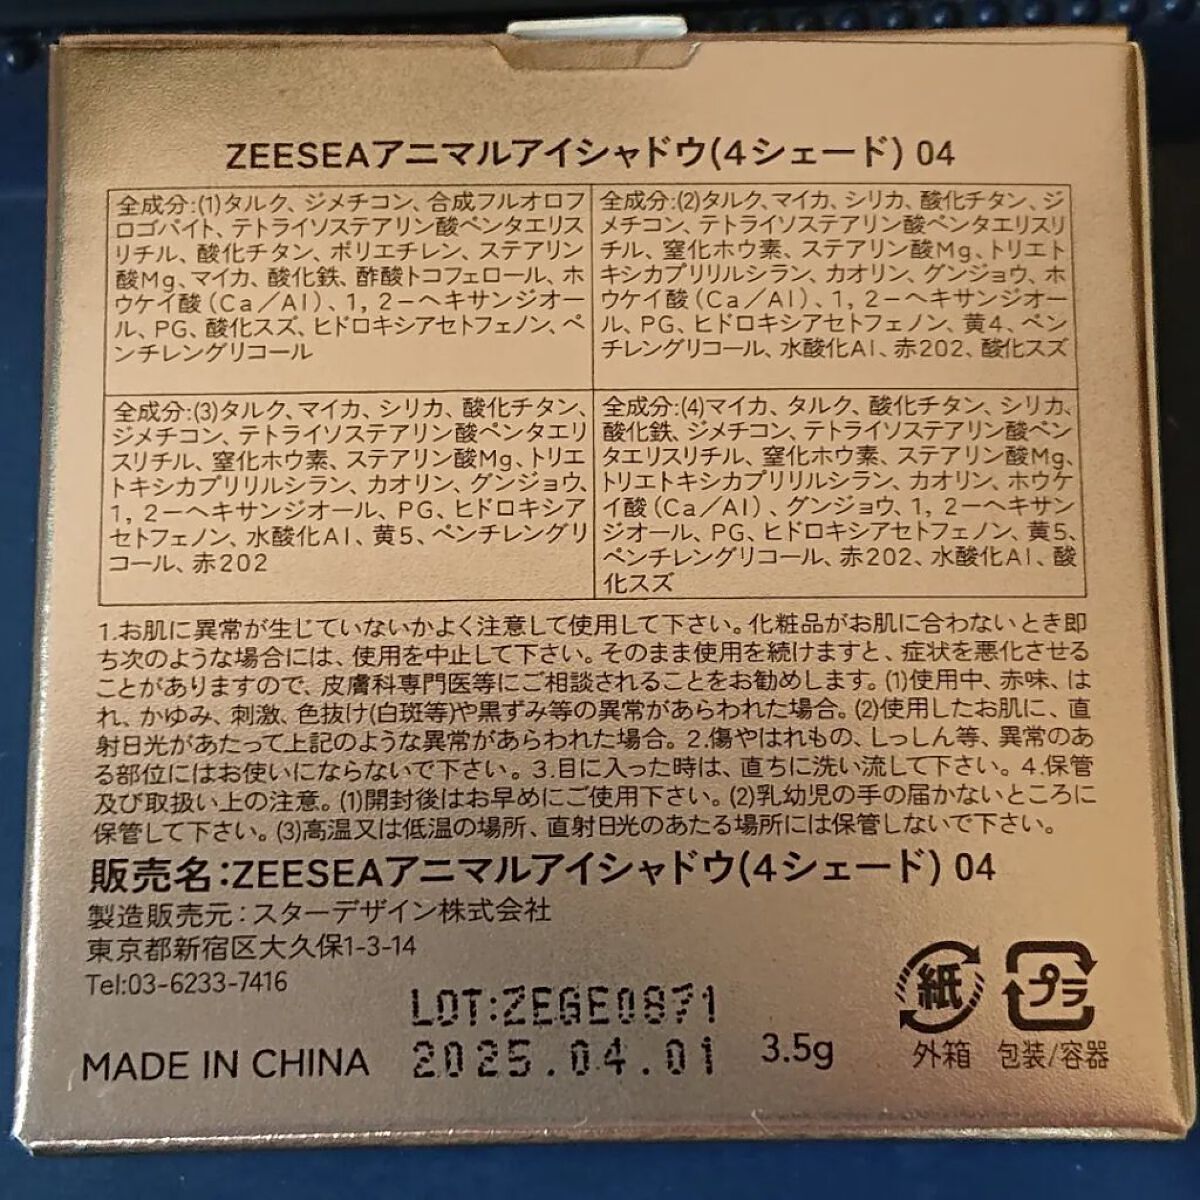 ZEESEAアニマルアイシャドウ(4シェード) 04
全成分:(1)タルク、ジメチコン、合成フルオロフ
ロゴパイト、テトライソステアリン酸ペンタエリス
リチル、酸化チタン、ポリエチレン、ステアリン
酸Mg、マイカ、酸化鉄、酢酸トコフェロール、ホ
ウケイ酸(Ca/Al)、1, 2-ヘキサンジオー
ル、PG、酸化スズ、ヒドロキシアセトフェノン、ペ
ンチレングリコール
全成分:(2)タルク、マイカ、シリカ、酸化チタン、ジ
メチコン、テトライソステアリン酸ペンタエリスリ
チル、窒化ホウ素、ステアリン酸Mg、トリエト
キシカプリリルシラン、カオリン、グンジョウ、ホ
ウケイ酸(Ca/Al)、1, 2-ヘキサンジオー
ル、PG、ヒドロキシアセトフェノン、黄4、ペン
チレングリコール、水酸化Al、赤202、酸化スズ
全成分:(3)タルク、マイカ、シリカ、酸化チタン、
ジメチコン、テトライソステアリン酸ペンタエリ
スリチル、窒化ホウ素、ステアリン酸Mg、トリエ
トキシカプリリルシラン、カオリン、グンジョウ、
1, 2-ヘキサンジオール、PG、ヒドロキシア
セトフェノン、水酸化Al、黄5、ペンチレングリ
コール、赤202
全成分:(4)マイカ、タルク、酸化チタン、シリカ、
酸化鉄、ジメチコン、テトライソステアリン酸ペン
タエリスリチル、窒化ホウ素、ステアリン酸Mg、
トリエトキシカプリリルシラン、カオリン、ホウケ
イ酸(Ca/Al)、グンジョウ、1, 2-ヘキサン
ジオール、PG、ヒドロキシアセトフェノン、黄5、
ペンチレングリコール、赤202、水酸化Al、酸
化スズ
1.お肌に異常が生じていないかよく注意して使用して下さい。化粧品がお肌に合わないとき即
ち次のような場合には、使用を中止して下さい。そのまま使用を続けますと、症状を悪化させる
ことがありますので、皮膚科専門医等にご相談されることをお勧めします。(1)使用中、赤味、は
れ、かゆみ、刺激、色抜け(白斑等)や黒ずみ等の異常があらわれた場合。(2)使用したお肌に、直
射日光があたって上記のような異常があらわれた場合。2.傷やはれもの、しっしん等、異常のあ
る部位にはお使いにならないで下さい。3.目に入った時は、直ちに洗い流して下さい。4.保管
及び取扱い上の注意。(1)開封後はお早めにご使用下さい。(2)乳幼児の手の届かないところに
保管して下さい。(3)高温又は低温の場所、直射日光のあたる場所には保管しないで下さい。
販売名:ZEESEAアニマルアイシャドウ(4シェード) 04
製造販売元:スターデザイン株式会社
東京都新宿区大久保1-3-14
Tel:03-6233-7416
LOT:ZEGE0871
MADE IN CHINA
2025.04.01
3.5g
紙
外箱
プラ
包装/容器